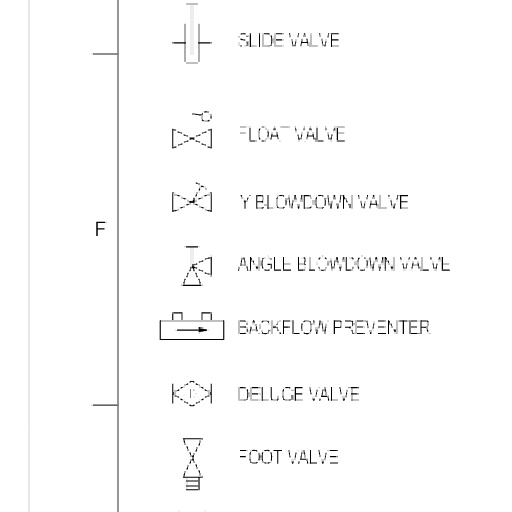 SLIDE VALVE
FLOAT VALVE
Y BLOWDOWN VALVE
F
ANGLE BLOWDOWN VALVE
BACKFLOW PREVENTER
DELUGE VALVE
FOOT VALVE